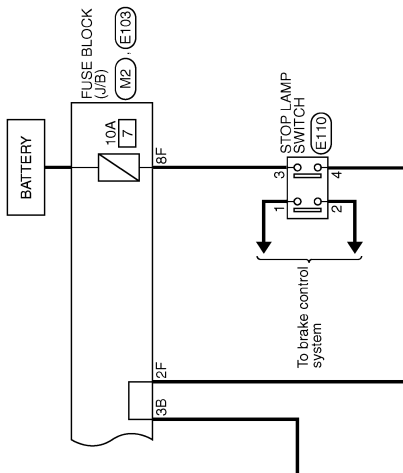 BATTERY
FUSE BLOCK
(J/B)
M2 , E103
10A
7
8F
STOP LAMP
SWITCH
E110
3
4
1
2
To brake control
system
2F
3B